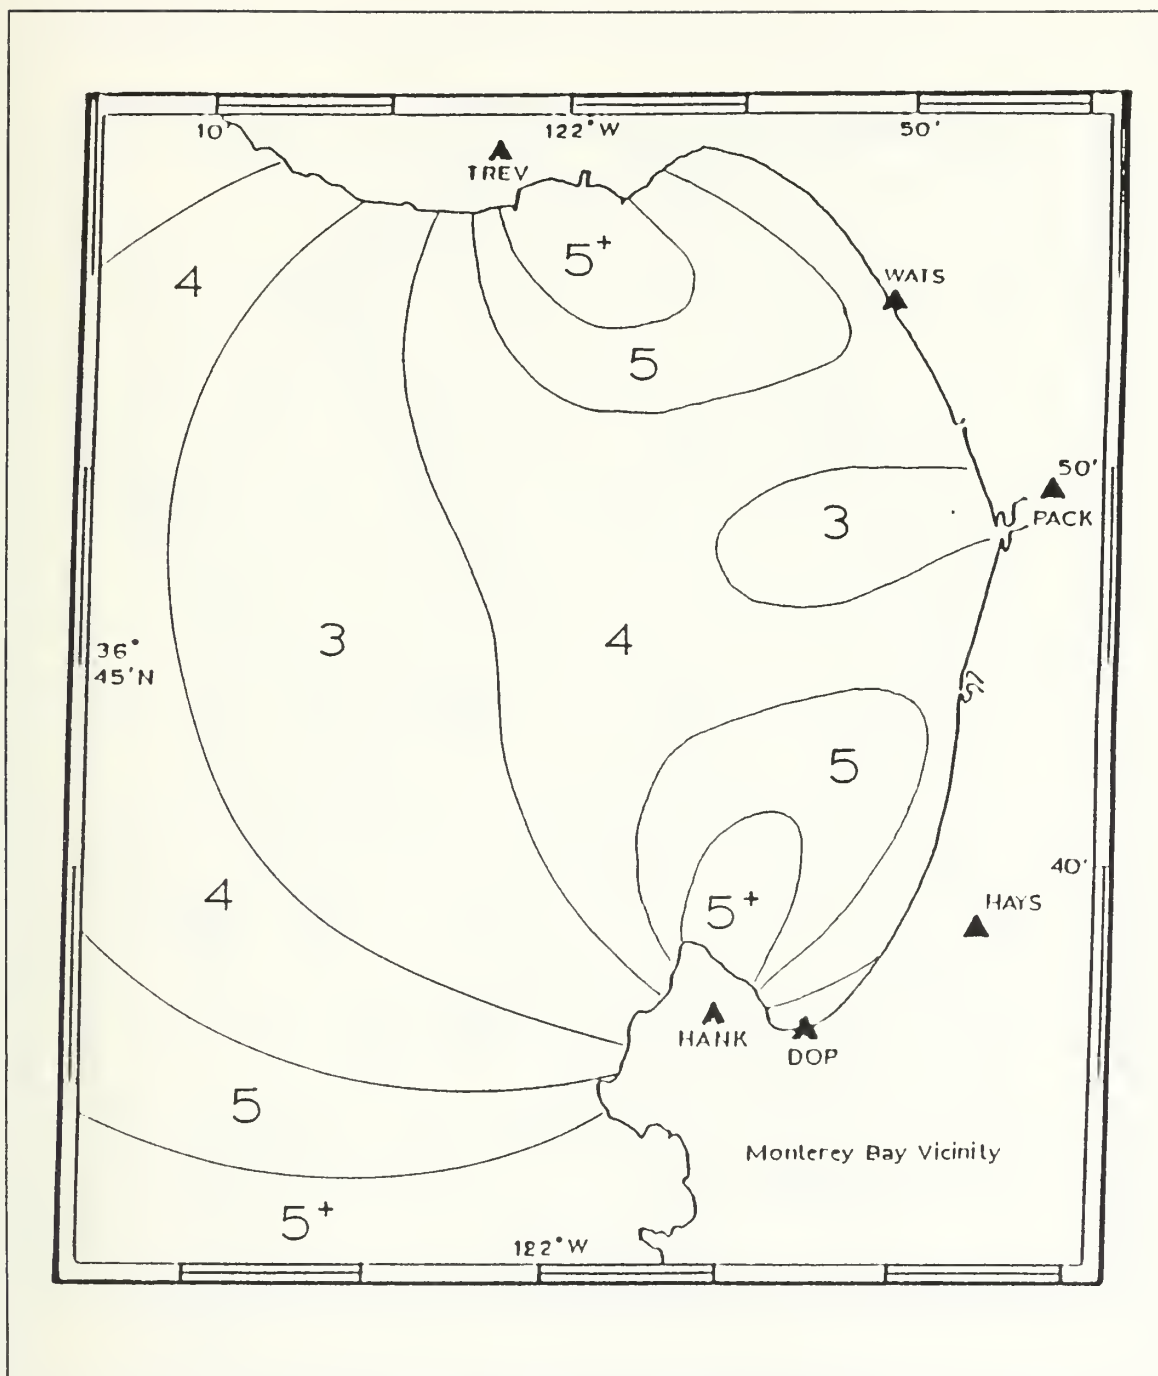 10' 122°W 50'
TREV
5+
4
WATS
5
50'
PACK
3
3
4
36°
45'N
5
40'
4
HAYS
5+
HANK
DOP
5
Monterey Bay Vicinity
5+
122°W